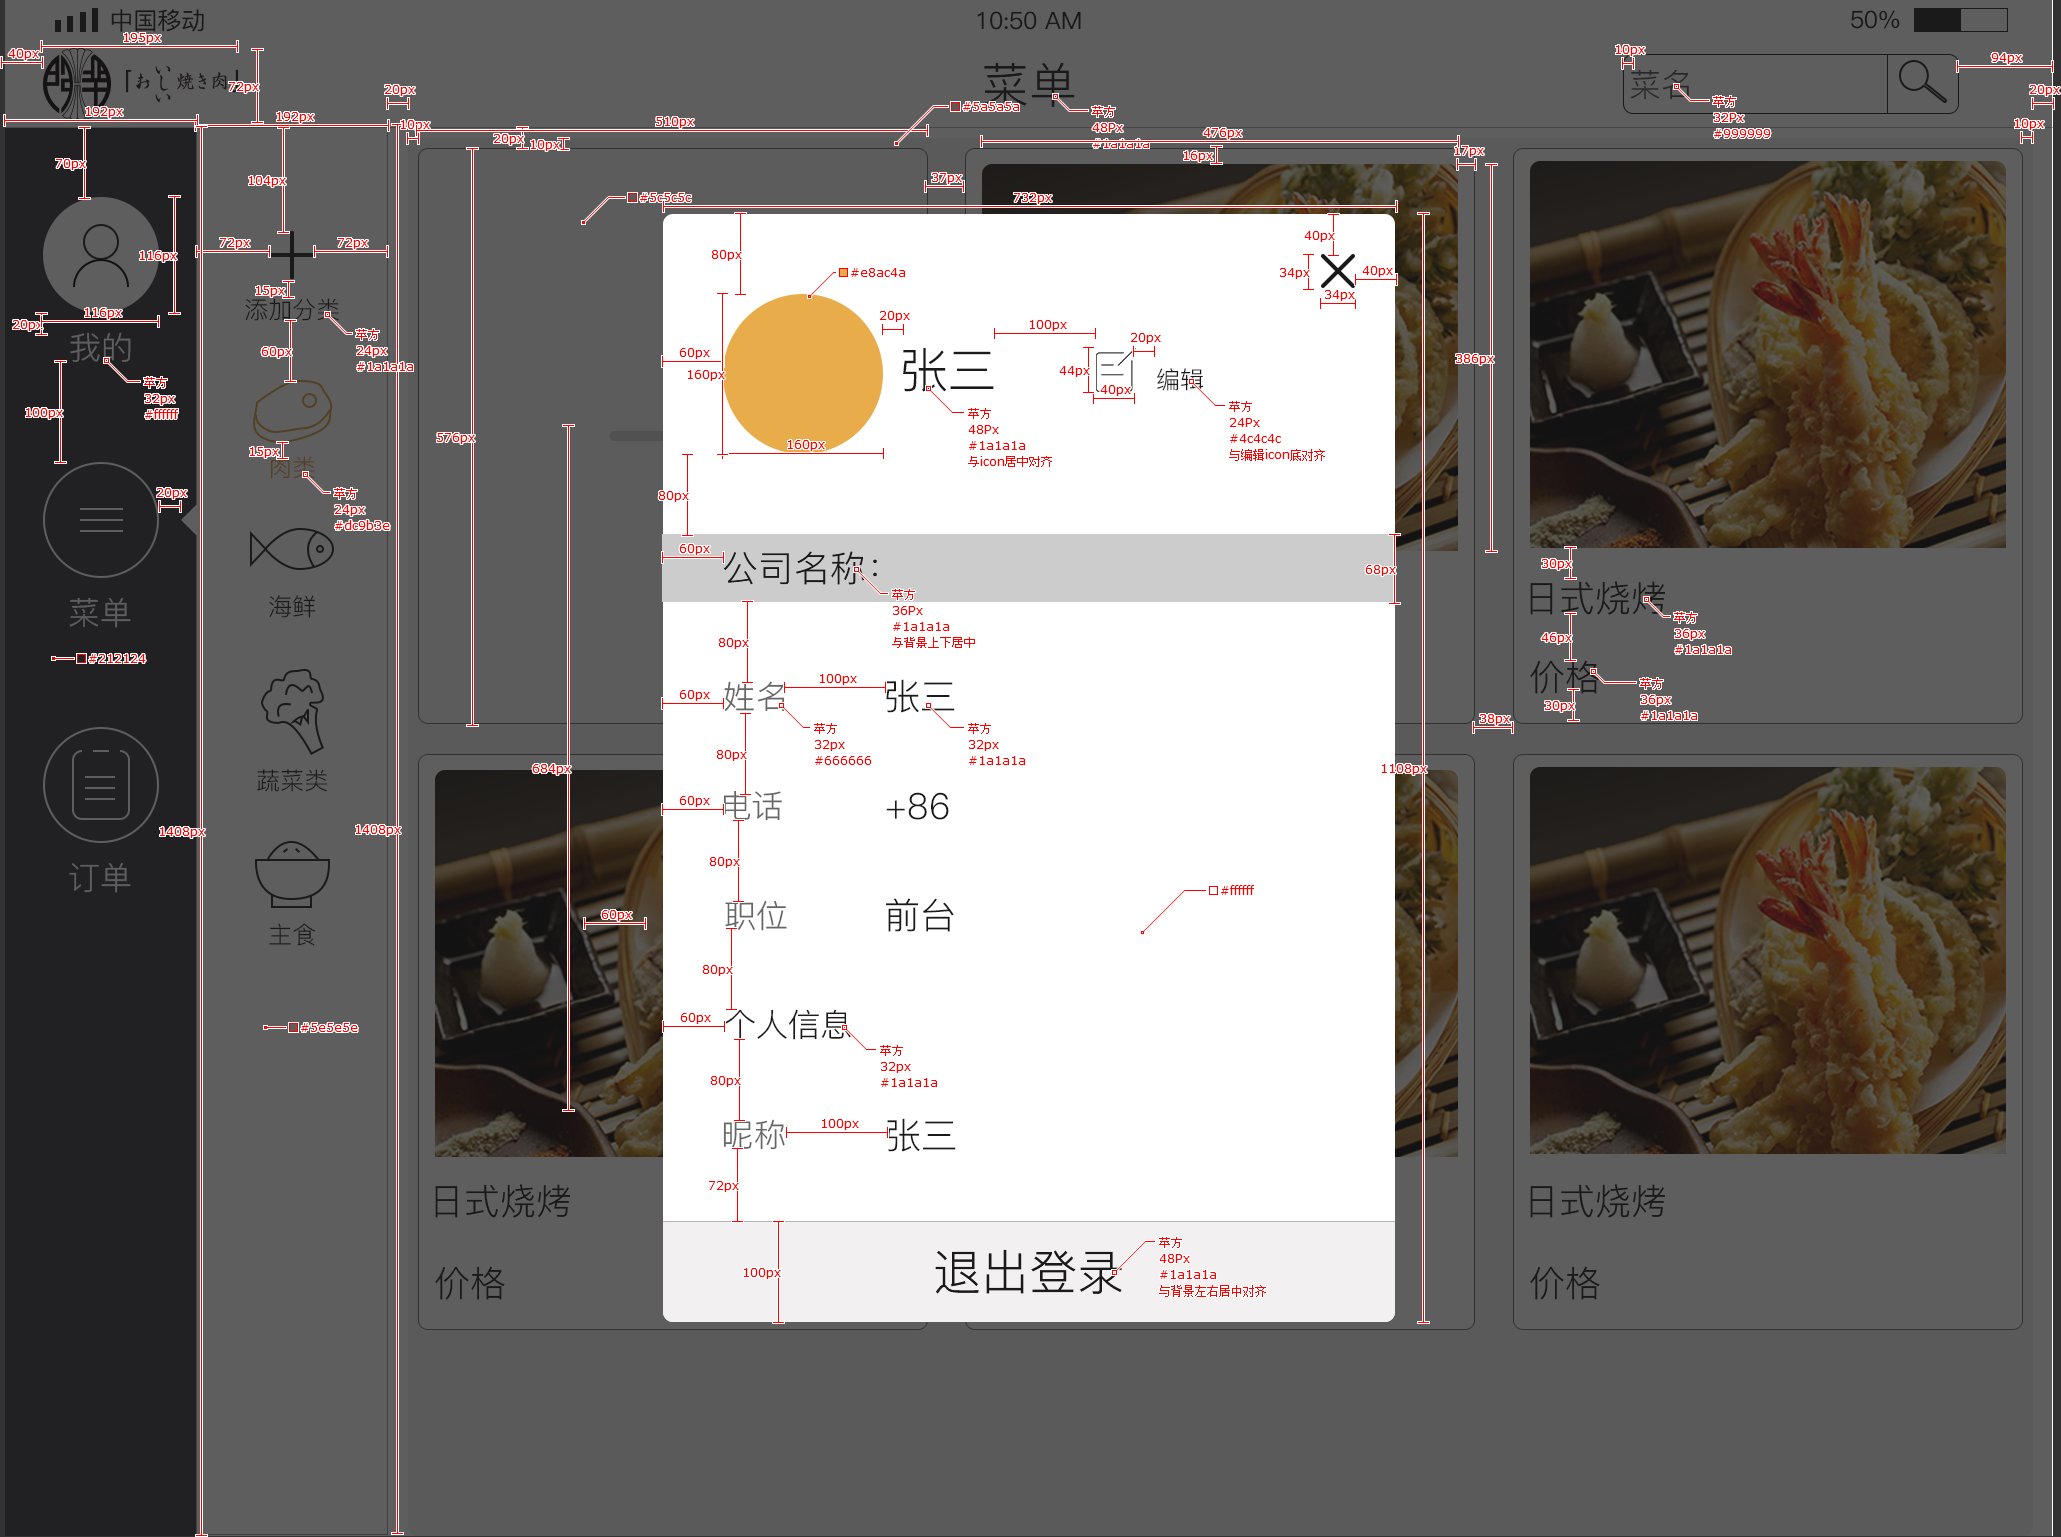 中国移动
10:50 AM
50%
195px
40px
「おいしい焼き肉」
72px
菜单
10px
菜名
94px
20px
20px
192px
192px
10px
510px
#5a5a5a
苹方
48Px
#1a1a1a
苹方
32Px
#999999
10px
20px
10px
476px
16px
17px
70px
104px
37px
#5c5c5c
732px
116px
72px
72px
80px
40px
#e8ac4a
34px
40px
34px
15px
添加分类
116px
20px
我的
苹方
24px
#1a1a1a
60px
20px
100px
20px
60px
160px
张三
44px
40px
编辑
386px
苹方
32px
#ffffff
100px
苹方
48Px
#1a1a1a
与icon居中对齐
苹方
24Px
#4c4c4c
与编辑icon底对齐
576px
160px
15px
肉类
苹方
24px
#dc9b3e
20px
80px
60px
公司名称：
68px
苹方
36Px
#1a1a1a
与背景上下居中
30px
日式烧烤
苹方
36px
#1a1a1a
46px
价格
苹方
36px
#1a1a1a
30px
38px
海鲜
菜单
#212124
80px
60px
姓名
100px
张三
苹方
32px
#666666
苹方
32px
#1a1a1a
80px
684px
1108px
蔬菜类
60px
电话
+86
1408px
1408px
80px
订单
#ffffff
60px
职位
前台
主食
80px
60px
个人信息
苹方
32px
#1a1a1a
#5e5e5e
80px
昵称
100px
张三
72px
日式烧烤
日式烧烤
价格
价格
100px
退出登录
苹方
48Px
#1a1a1a
与背景左右居中对齐